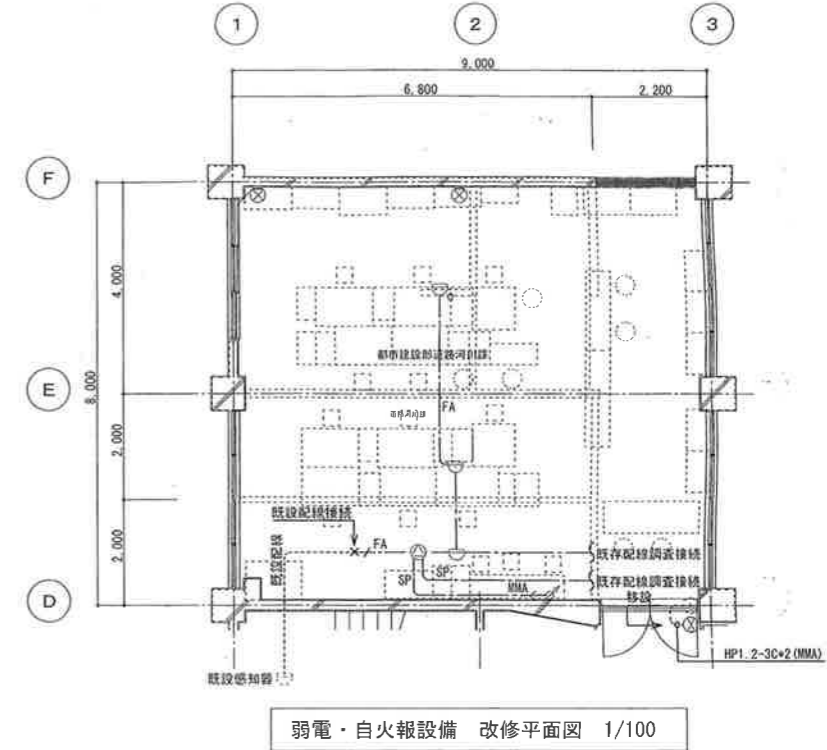 1
2
3
9,000
6,800
2,200
F
4,000
都市建設部道路河川課
E
8,000
FA
2,000
既設配線接続
FA
既設配線
2,000
既存配線調査接続
SP
SP
既存配線調査接続
MMA
移設
D
HP1.2-3C*2(MMA)
既設感知器
弱電・自火報設備 改修平面図 1/100